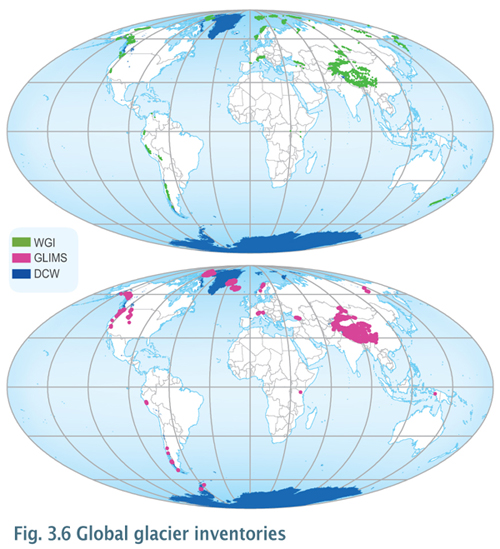 WGI
GLIMS
DCW
Fig. 3.6 Global glacier inventories